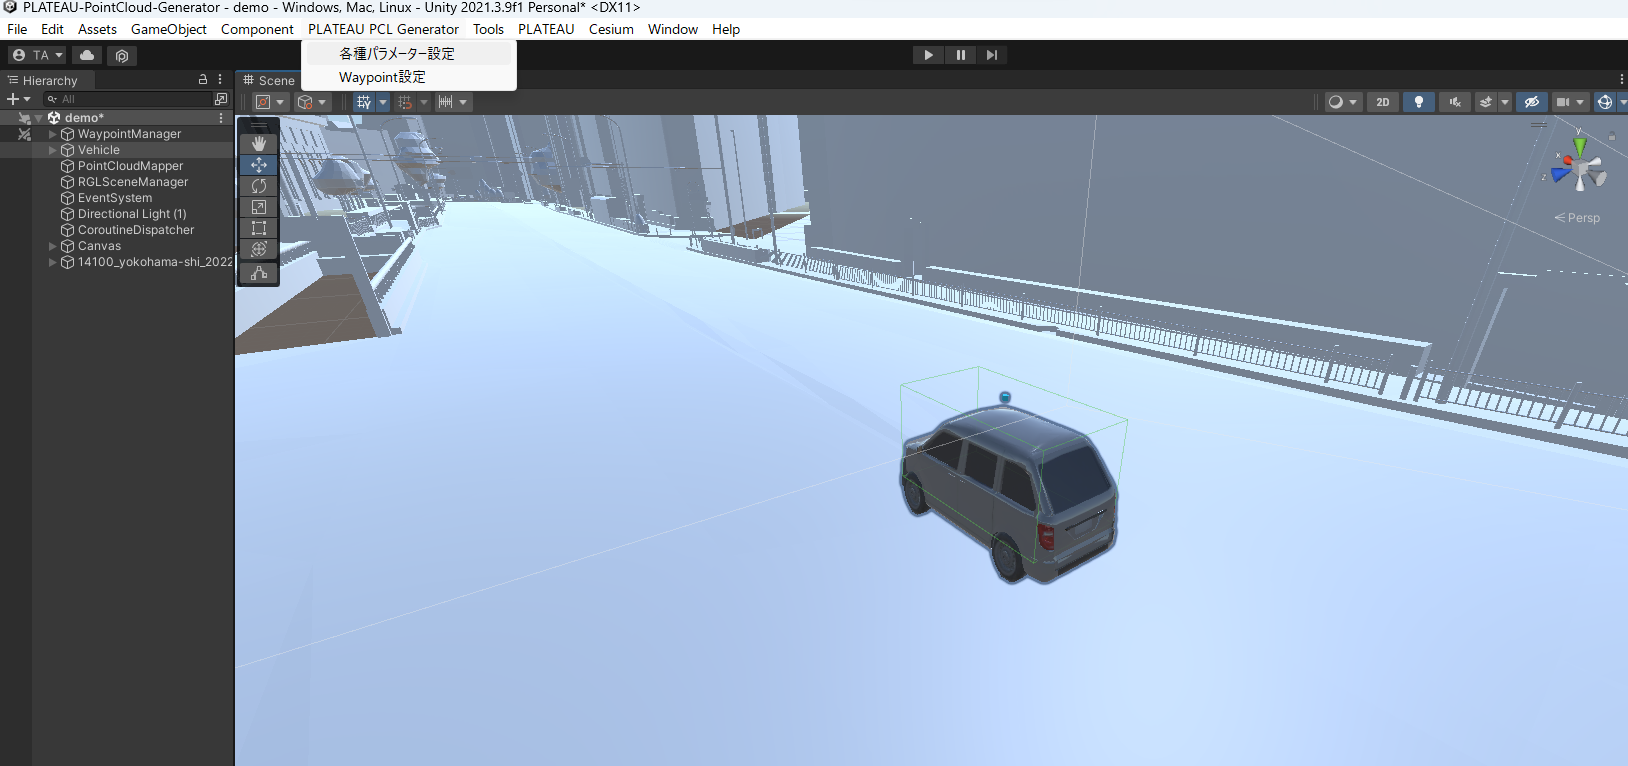 PLATEAU-PointCloud-Generator - demo - Windows, Mac, Linux - Unity 2021.3.9f1 Personal* <DX11>
File Edit Assets GameObject Component PLATEAU PCL Generator Tools PLATEAU Cesium Window Help
各種パラメーター設定
Waypoint設定
TA
Hierarchy
All
demo*
WaypointManager
Vehicle
PointCloudMapper
RGLSceneManager
EventSystem
Directional Light (1)
CoroutineDispatcher
Canvas
14100_yokohama-shi_2022
Scene
2D
y
x
z
Persp